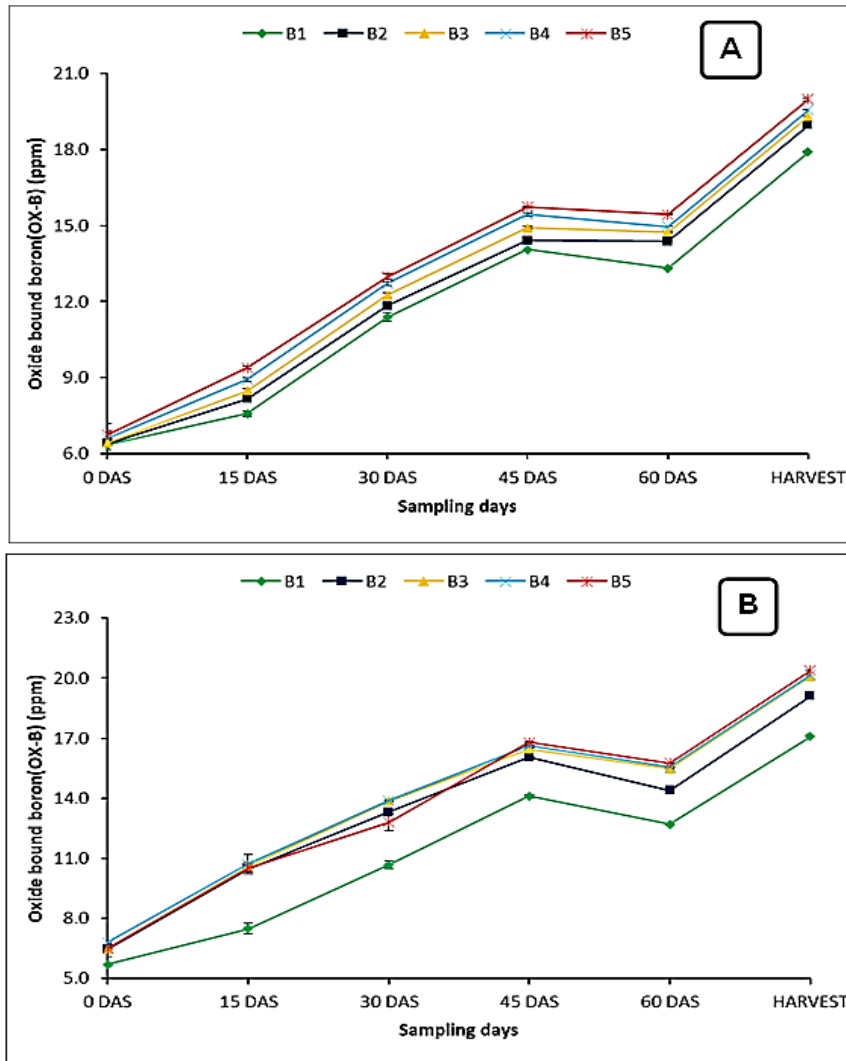 B1 B2 B3 B4 B5
A
21.0
18.0
15.0
12.0
9.0
6.0
Oxide bound boron(OX-B) (ppm)
0 DAS 15 DAS 30 DAS 45 DAS 60 DAS HARVEST
Sampling days
B1 B2 B3 B4 B5
B
23.0
20.0
17.0
14.0
11.0
8.0
5.0
Oxide bound boron(OX-B) (ppm)
0 DAS 15 DAS 30 DAS 45 DAS 60 DAS HARVEST
Sampling days